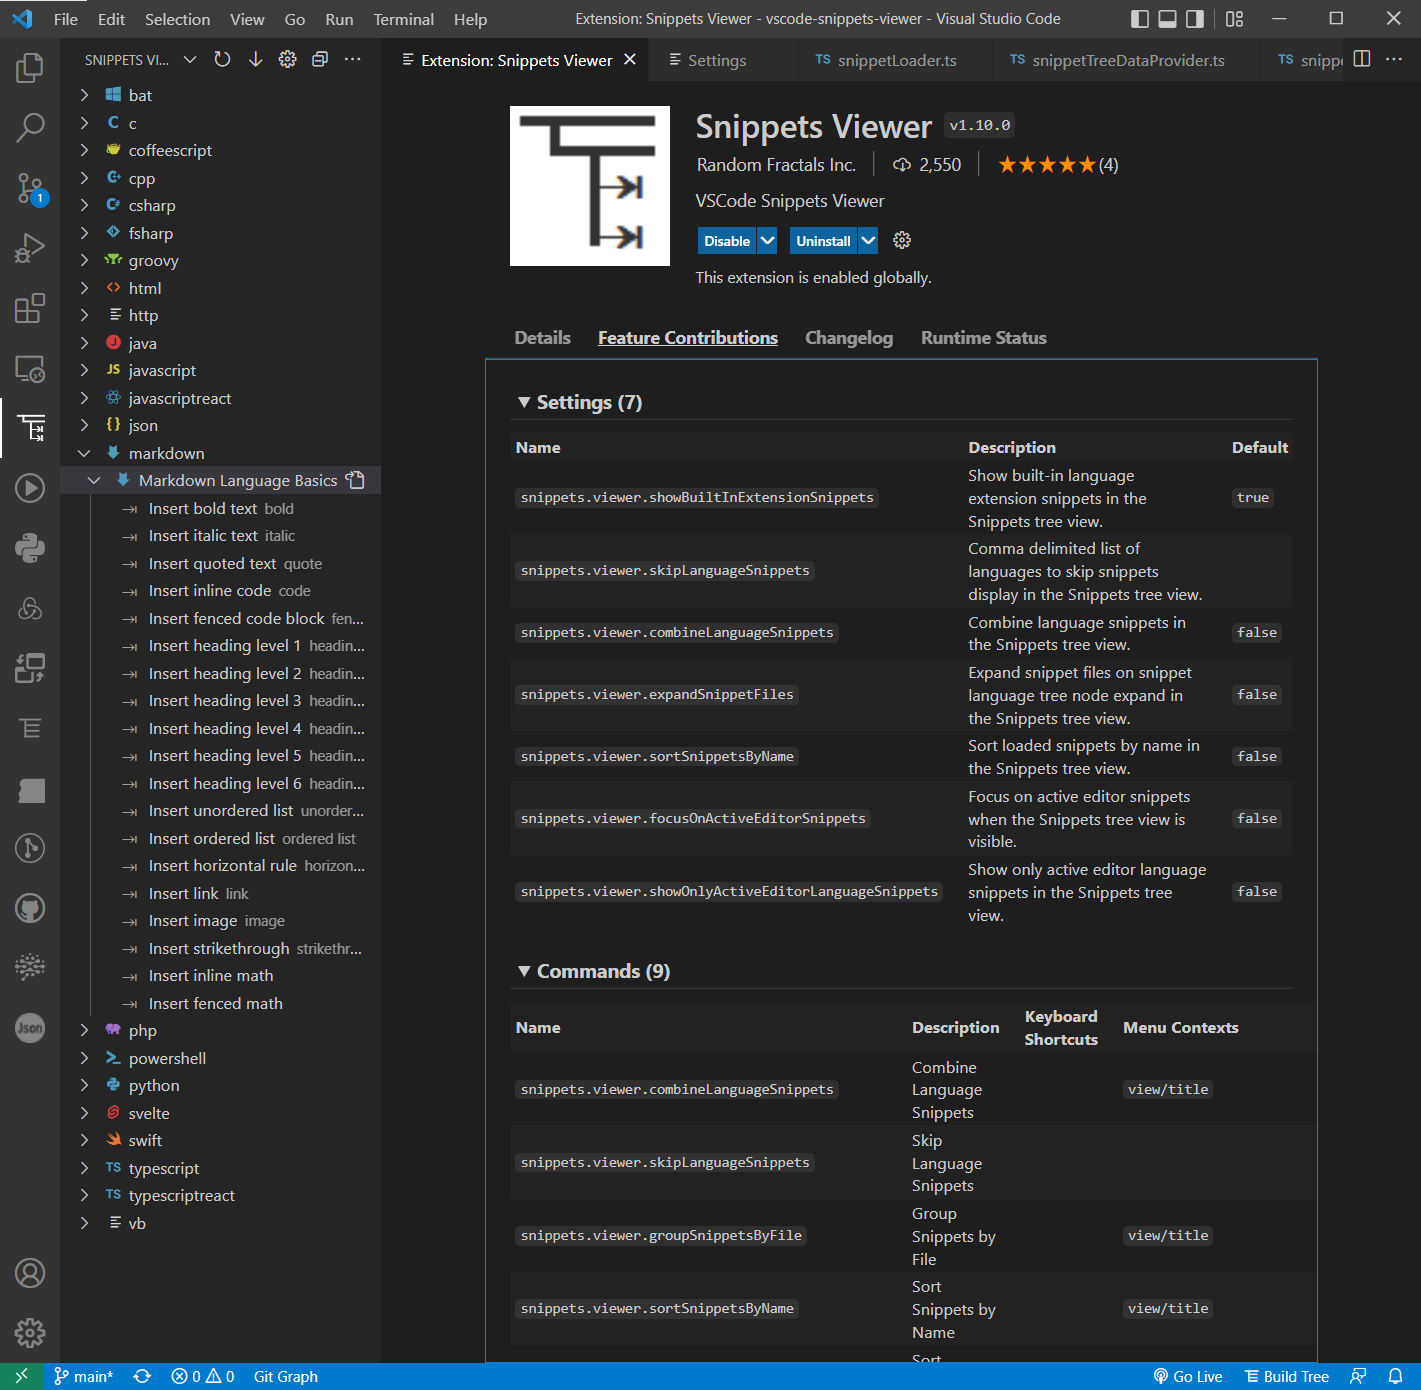 File Edit Selection View Go Run Terminal Help
Extension: Snippets Viewer - vscode-snippets-viewer - Visual Studio Code
SNIPPETS VI...
bat
C c
coffeescript
cpp
csharp
fsharp
groovy
html
http
J java
JS javascript
javascriptreact
{} json
markdown
Markdown Language Basics
Insert bold text bold
Insert italic text italic
Insert quoted text quote
Insert inline code code
Insert fenced code block fen...
Insert heading level 1 headin...
Insert heading level 2 headin...
Insert heading level 3 headin...
Insert heading level 4 headin...
Insert heading level 5 headin...
Insert heading level 6 headin...
Insert unordered list unorder...
Insert ordered list ordered list
Insert horizontal rule horizon...
Insert link link
Insert image image
Insert strikethrough strikethr...
Insert inline math
Insert fenced math
php
powershell
python
svelte
swift
TS typescript
TS typescriptreact
vb
1
Json
Extension: Snippets Viewer
Settings
TS snippetLoader.ts
TS snippetTreeDataProvider.ts
TS snippe
Snippets Viewer v1.10.0
Random Fractals Inc. 2,550 ★★★★★(4)
VSCode Snippets Viewer
Disable Uninstall
This extension is enabled globally.
Details Feature Contributions Changelog Runtime Status
Settings (7)
Name Description Default
snippets.viewer.showBuiltInExtensionSnippets
Show built-in language
extension snippets in the
Snippets tree view.
true
snippets.viewer.skipLanguageSnippets
Comma delimited list of
languages to skip snippets
display in the Snippets tree view.
snippets.viewer.combineLanguageSnippets
Combine language snippets in
the Snippets tree view.
false
snippets.viewer.expandSnippetFiles
Expand snippet files on snippet
language tree node expand in
the Snippets tree view.
false
snippets.viewer.sortSnippetsByName
Sort loaded snippets by name in
the Snippets tree view.
false
snippets.viewer.focusOnActiveEditorSnippets
Focus on active editor snippets
when the Snippets tree view is
visible.
false
snippets.viewer.showOnlyActiveEditorLanguageSnippets
Show only active editor language
snippets in the Snippets tree
view.
false
Commands (9)
Name Description Keyboard Shortcuts Menu Contexts
snippets.viewer.combineLanguageSnippets
Combine
Language
Snippets
view/title
snippets.viewer.skipLanguageSnippets
Skip
Language
Snippets
snippets.viewer.groupSnippetsByFile
Group
Snippets by
File
view/title
snippets.viewer.sortSnippetsByName
Sort
Snippets by
Name
view/title
Sort
main* 0 0 Git Graph Go Live Build Tree